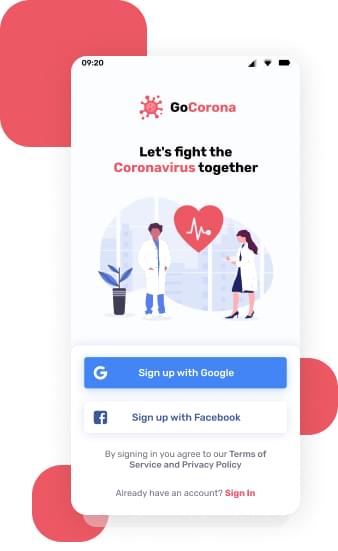 09:20
GoCorona
Let's fight the
Coronavirus together
G
Sign up with Google
f
Sign up with Facebook
By signing in you agree to our Terms of
Service and Privacy Policy
Already have an account? Sign In